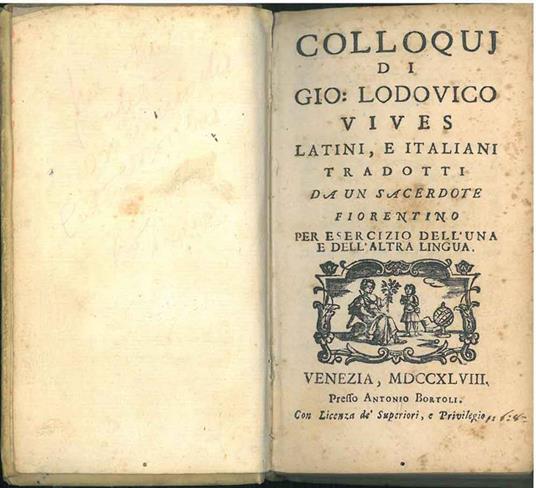 COLLOQUJ
DI
GIO: LODOVICO
VIVES
LATINI, E ITALIANI
TRADOTTI
DA UN SACERDOTE
FIORENTINO
PER ESERCIZIO DELL'UNA
E DELL'ALTRA LINGUA.
VENEZIA, MDCCXLVIII.
Presso ANTONIO BORTOLI.
Con Licenza de' Superiori, e Privilegio